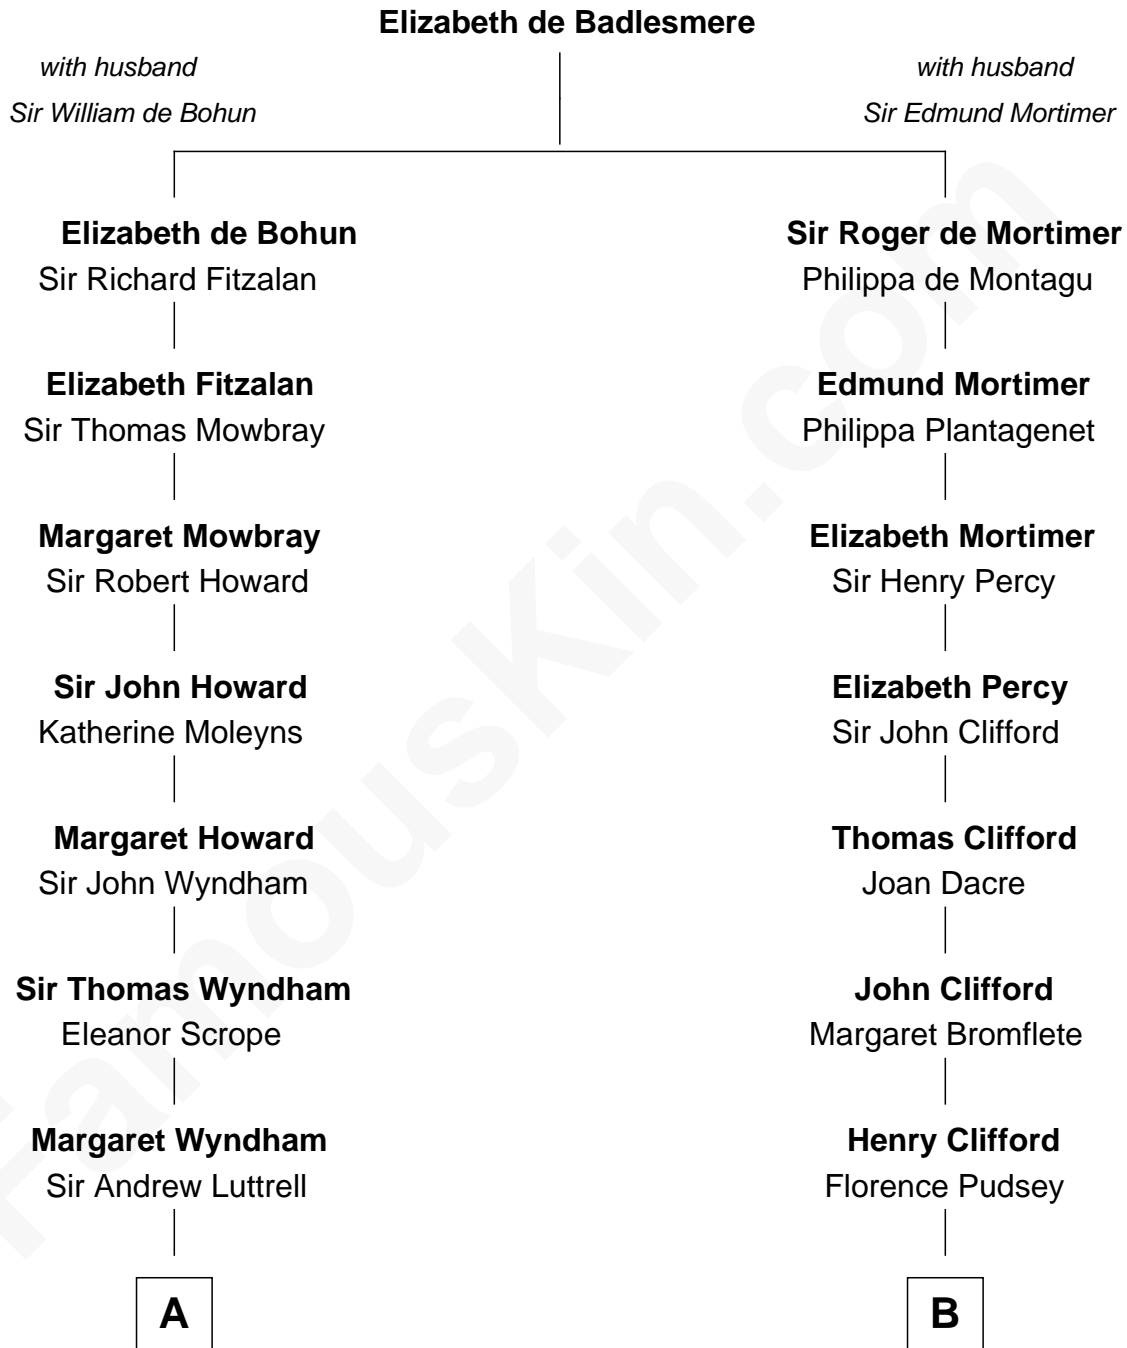 Elizabeth de Badlesmere
with husband
Sir William de Bohun
with husband
Sir Edmund Mortimer
Elizabeth de Bohun
Sir Richard Fitzalan
Elizabeth Fitzalan
Sir Thomas Mowbray
Margaret Mowbray
Sir Robert Howard
Sir John Howard
Katherine Moleyns
Margaret Howard
Sir John Wyndham
Sir Thomas Wyndham
Eleanor Scrope
Margaret Wyndham
Sir Andrew Luttrell
A
Sir Roger de Mortimer
Philippa de Montagu
Edmund Mortimer
Philippa Plantagenet
Elizabeth Mortimer
Sir Henry Percy
Elizabeth Percy
Sir John Clifford
Thomas Clifford
Joan Dacre
John Clifford
Margaret Bromflete
Henry Clifford
Florence Pudsey
B
FamousKin.com